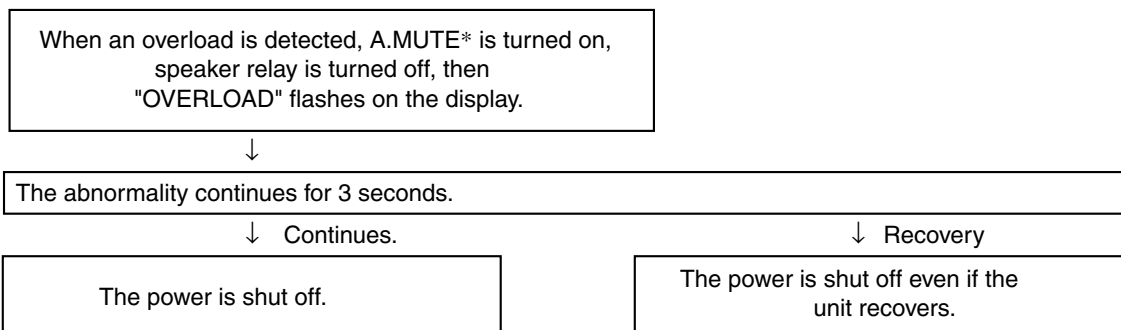 When an overload is detected, A.MUTE* is turned on,
speaker relay is turned off, then
"OVERLOAD" flashes on the display.
↓
The abnormality continues for 3 seconds.
↓ Continues.
↓ Recovery
The power is shut off.
The power is shut off even if the
unit recovers.